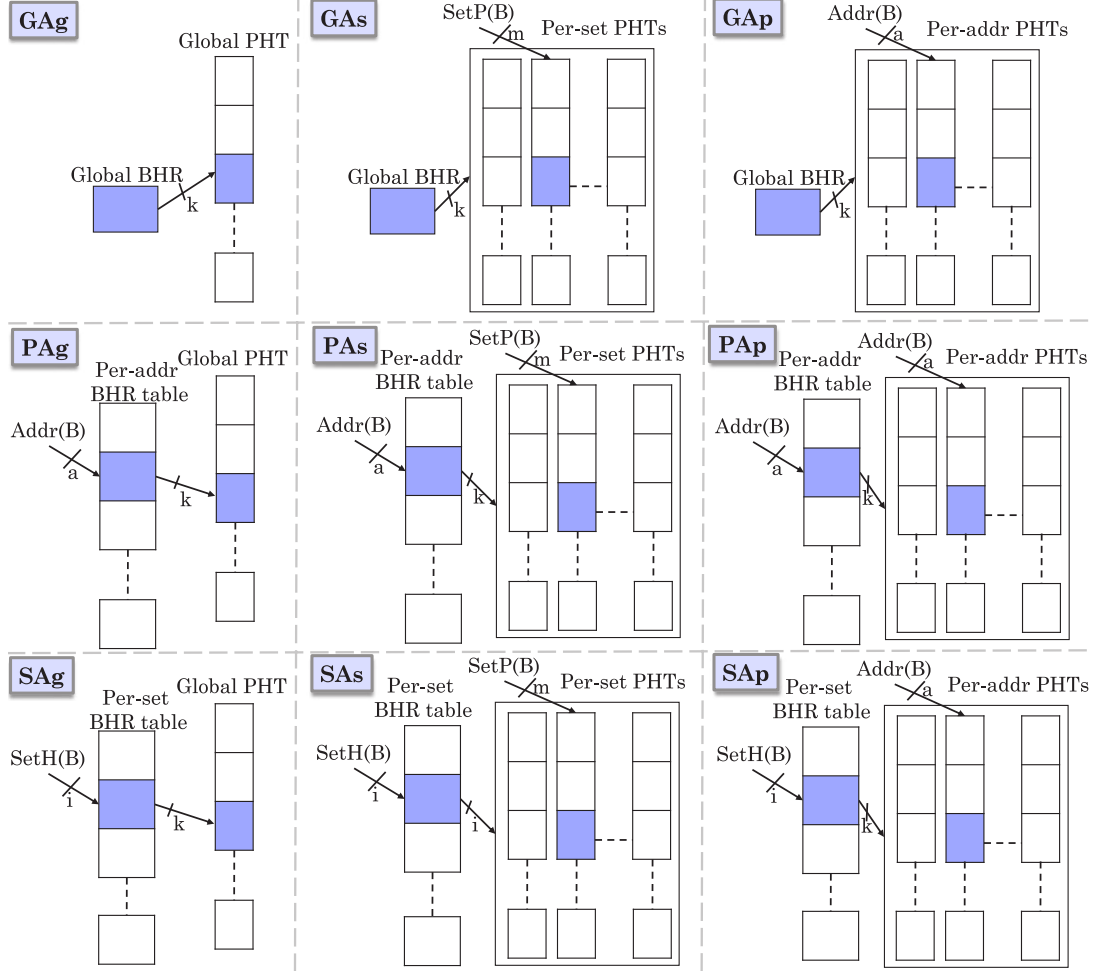 GAg
Global PHT
Global BHR
k
GAs
SetP(B)
m
Per-set PHTs
Global BHR
k
GAp
Addr(B)
a
Per-addr PHTs
Global BHR
k
PAg
Global PHT
Per-addr
BHR table
Addr(B)
a
k
PAs
SetP(B)
m
Per-set PHTs
Per-addr
BHR table
Addr(B)
a
k
PAp
Addr(B)
a
Per-addr PHTs
Per-addr
BHR table
Addr(B)
a
k
SAg
Global PHT
Per-set
BHR table
SetH(B)
i
k
SAs
SetP(B)
m
Per-set PHTs
Per-set
BHR table
SetH(B)
i
i
SAp
Addr(B)
a
Per-addr PHTs
Per-set
BHR table
SetH(B)
i
k